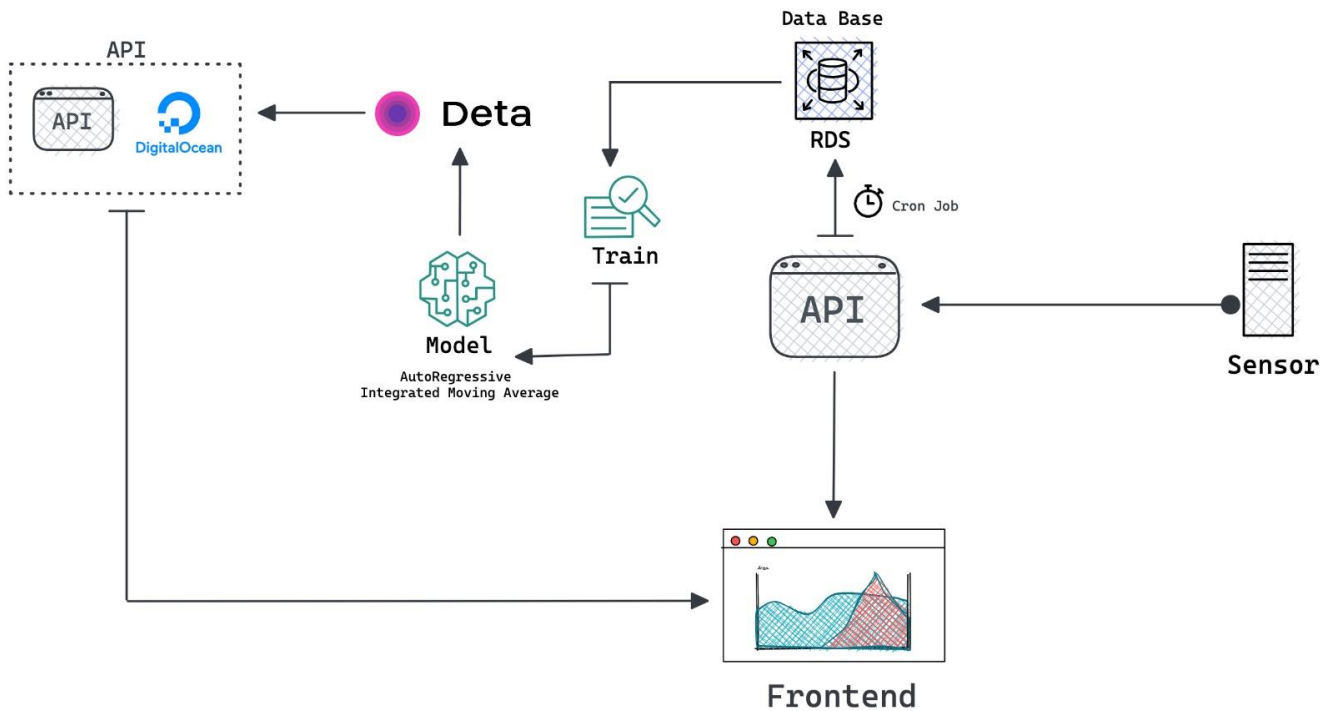 Data Base
API
API
DigitalOcean
Deta
RDS
Cron Job
Train
API
Model
AutoRegressive
Integrated Moving Average
Sensor
Frontend